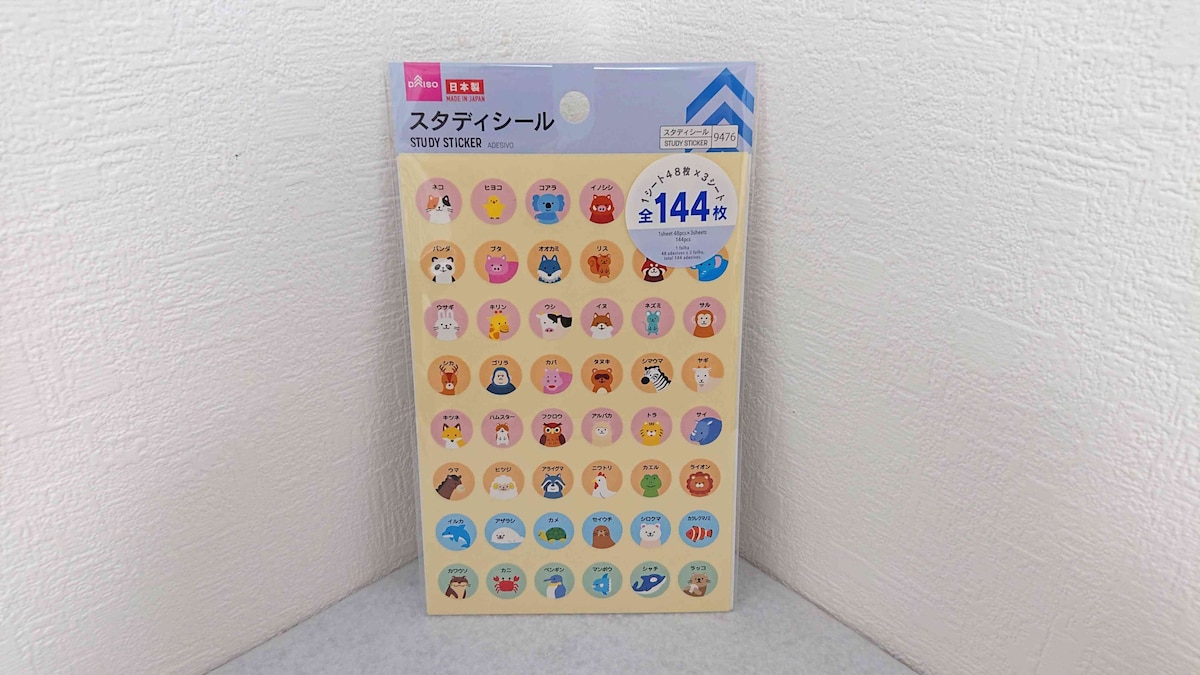 DAISO
日本製
MADE IN JAPAN
スタディシール
STUDY STICKER ADESIVO
スタディシール
STUDY STICKER
9476
1シート48枚×3シート
全144枚
1sheet 48pcs×3sheets
144pcs
1 folha
48 adesivos x 3 folha,
total 144 adesivos
ネコ ヒヨコ コアラ イノシシ
パンダ ブタ オオカミ リス
ウサギ キリン ウシ イヌ ネズミ サル
シカ ゴリラ カバ タヌキ シマウマ ヤギ
キツネ ハムスター フクロウ アルパカ トラ サイ
ウマ ヒツジ アライグマ ニワトリ カエル ライオン
イルカ アザラシ カメ セイウチ シロクマ カクレクマノミ
カワウソ カニ ペンギン マンボウ シャチ ラッコ